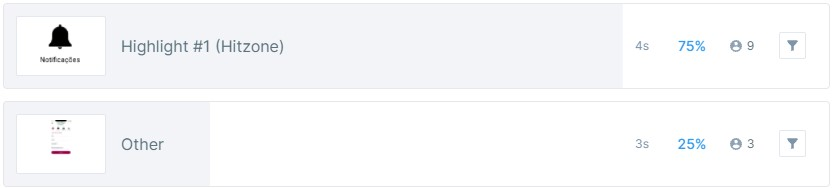 Highlight #1 (Hitzone)
4s 75% 9
Notificações
Other
3s 25% 3